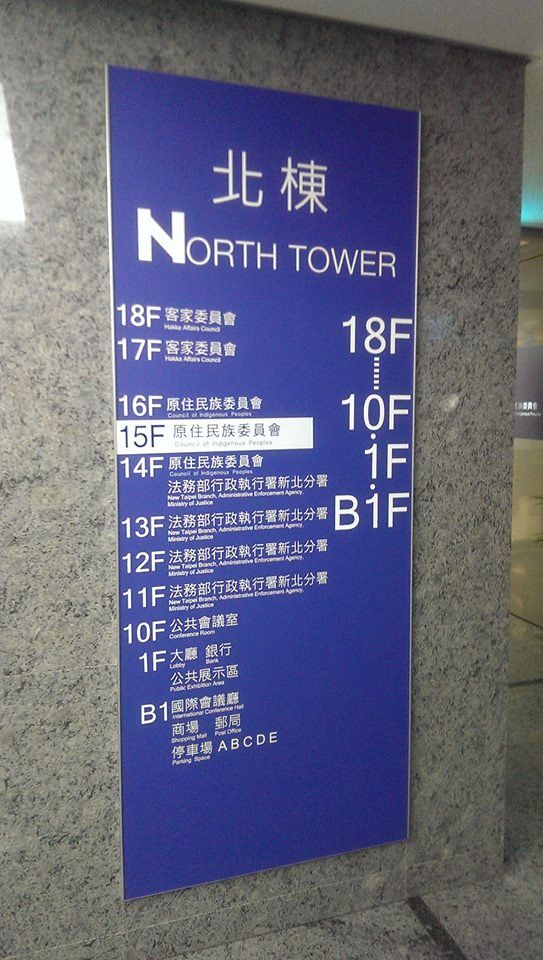 北棟
NORTH TOWER
18F 客家委員會
Hakka Affairs Council
17F 客家委員會
Hakka Affairs Council
16F 原住民族委員會
Council of Indigenous Peoples
15F 原住民族委員會
Council of Indigenous Peoples
14F 原住民族委員會
Council of Indigenous Peoples
法務部行政執行署新北分署
New Taipei Branch, Administrative Enforcement Agency,
Ministry of Justice
13F 法務部行政執行署新北分署
New Taipei Branch, Administrative Enforcement Agency,
Ministry of Justice
12F 法務部行政執行署新北分署
New Taipei Branch, Administrative Enforcement Agency,
Ministry of Justice
11F 法務部行政執行署新北分署
New Taipei Branch, Administrative Enforcement Agency,
Ministry of Justice
10F 公共會議室
Conference Room
1F 大廳 銀行
Lobby Bank
公共展示區
Public Exhibition Area
B1 國際會議廳
International Conference Hall
商場 郵局
Shopping Mall Post Office
停車場 A B C D E
Parking Space
18F
10F
1F
B1F